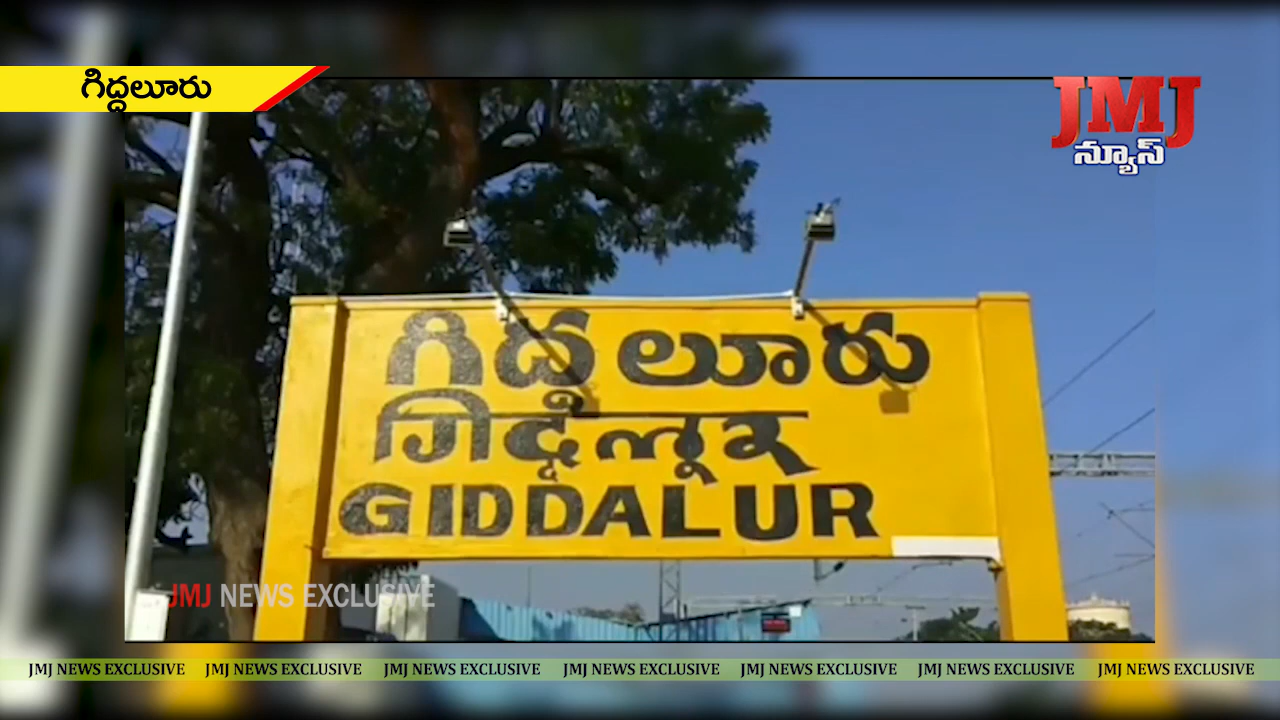 గిద్దలూరు
JMJ
న్యూస్
గిద్దలూరు
गिद्दलूर
GIDDALUR
JMJ NEWS EXCLUSIVE
JMJ NEWS EXCLUSIVE JMJ NEWS EXCLUSIVE JMJ NEWS EXCLUSIVE JMJ NEWS EXCLUSIVE JMJ NEWS EXCLUSIVE JMJ NEWS EXCLUSIVE JMJ NEWS EXCLUSIVE